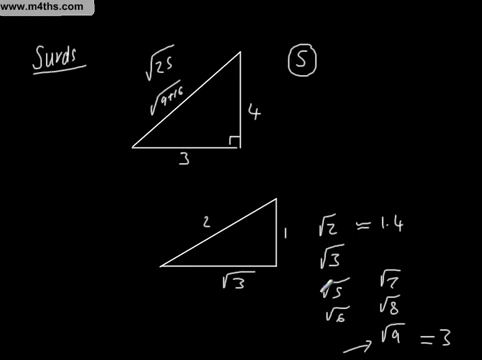 www.m4ths.com
Surds
√25
5
√9+16
4
3
2
1
√3
√2 ≈ 1.4
√3
√5 √7
√6 √8
√9 = 3